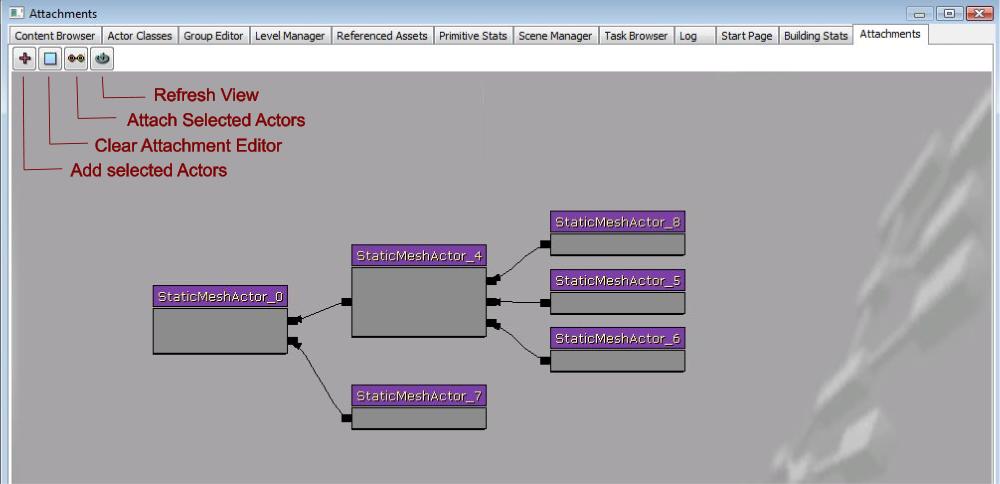 Attachments
Content Browser Actor Classes Group Editor Level Manager Referenced Assets Primitive Stats Scene Manager Task Browser Log Start Page Building Stats Attachments
Refresh View
Attach Selected Actors
Clear Attachment Editor
Add selected Actors
StaticMeshActor_8
StaticMeshActor_4
StaticMeshActor_5
StaticMeshActor_0
StaticMeshActor_6
StaticMeshActor_7